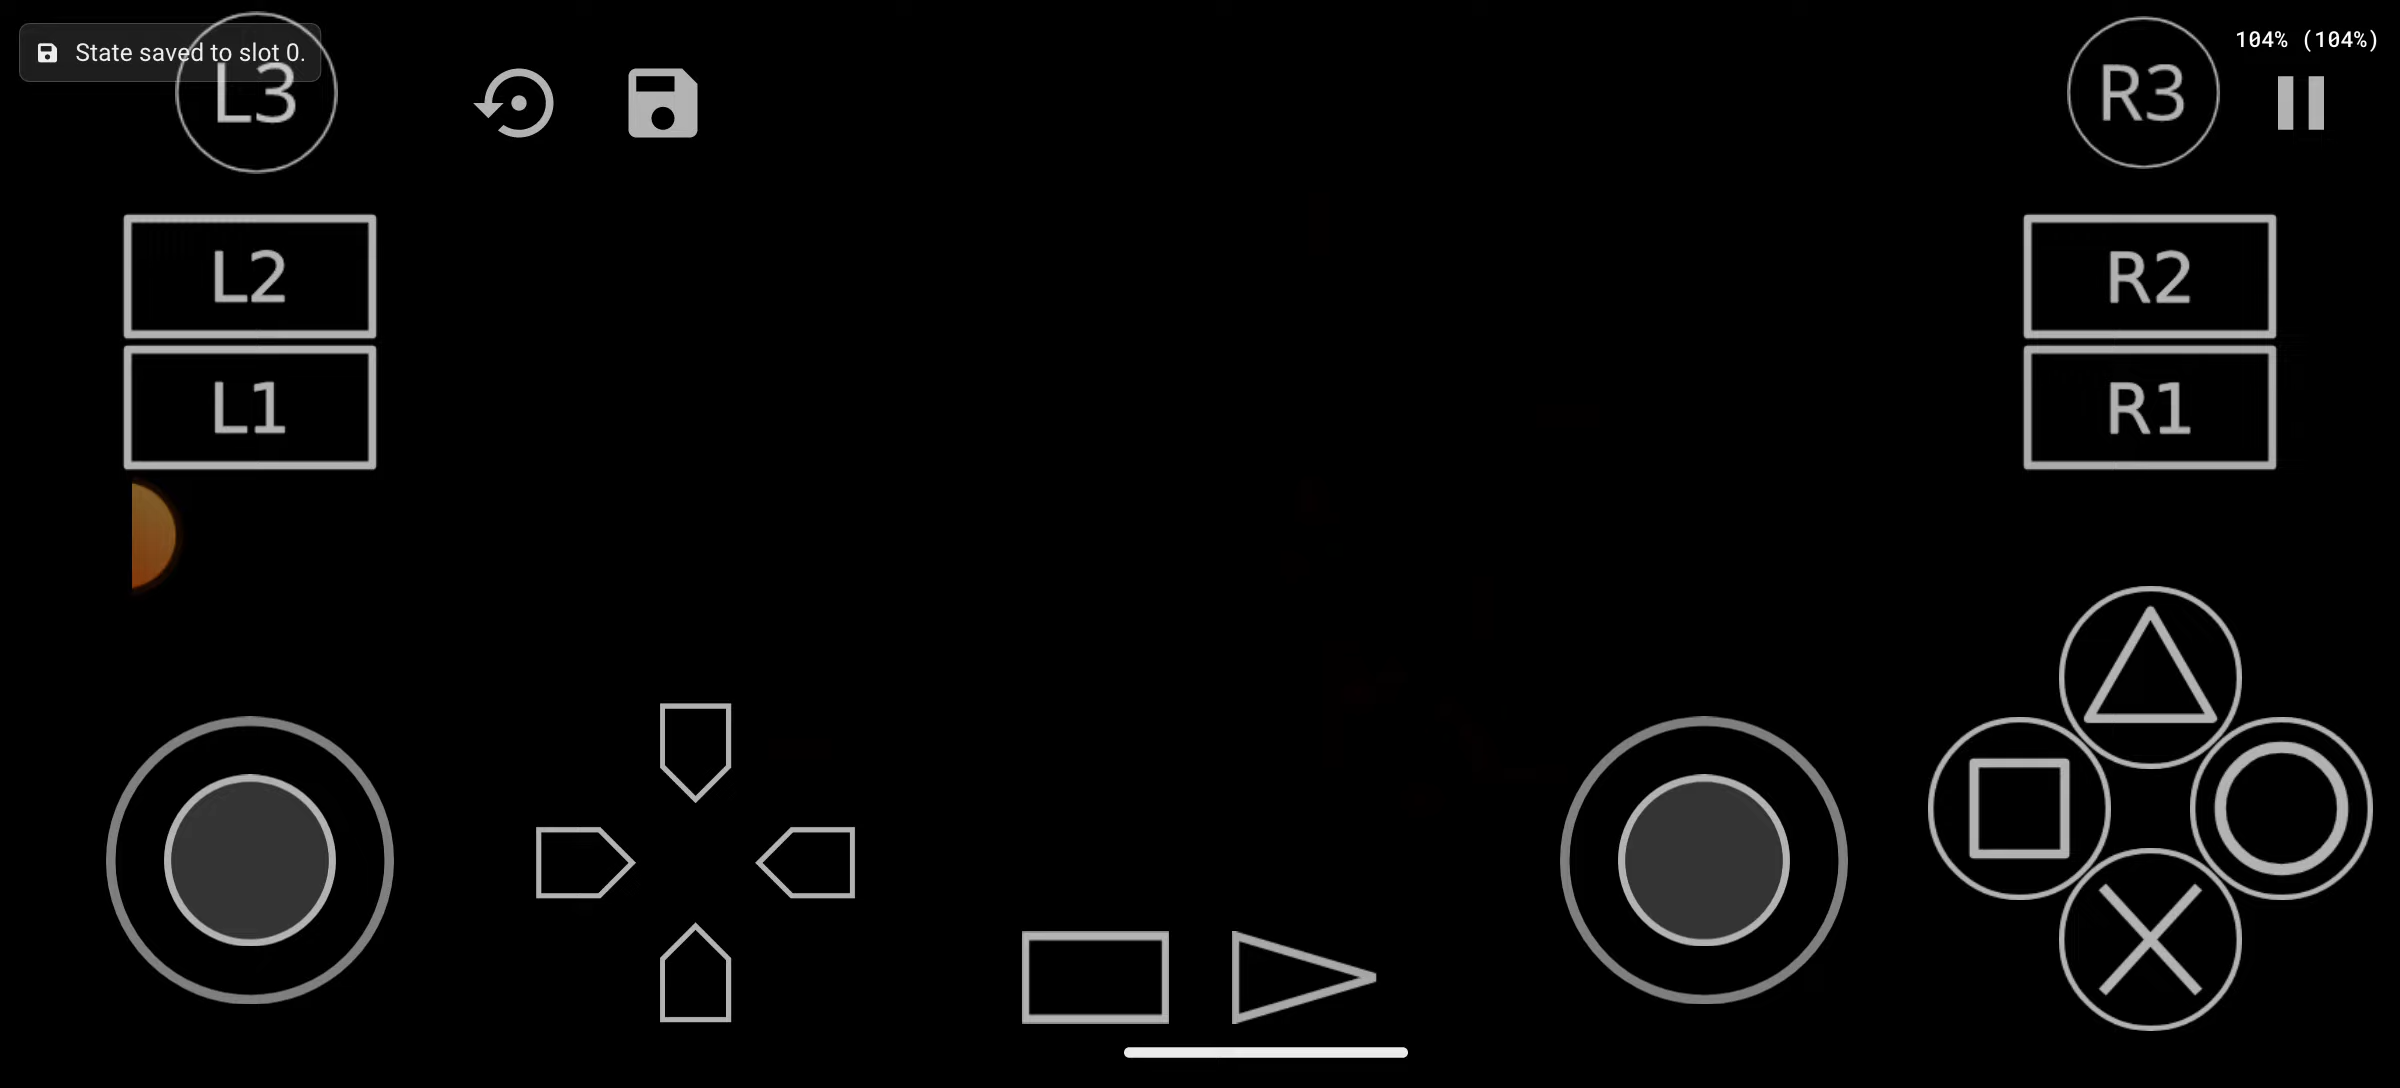 State saved to slot 0.
104% (104%)
L3
R3
L2
R2
L1
R1